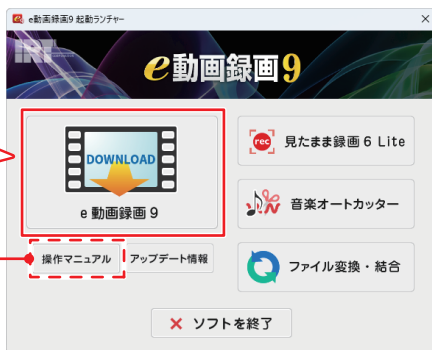 e動画録画9 起動ランチャー
IRT
e動画録画9
DOWNLOAD
e 動画録画 9
rec
見たまま録画 6 Lite
音楽オートカッター
操作マニュアル
アップデート情報
ファイル変換・結合
ソフトを終了